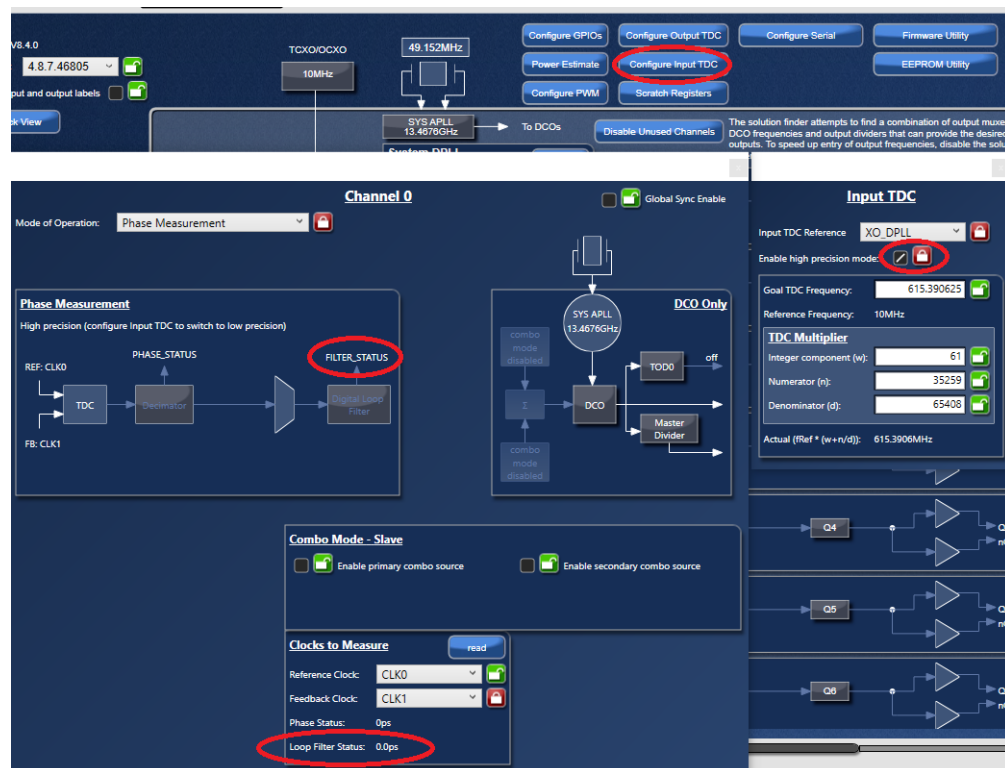 V8.4.0
4.8.7.46805
put and output labels
k View
TCXO/OCXO
10MHz
49.152MHz
SYS APLL
13.4676GHz
To DCOs
Configure GPIOs
Configure Output TDC
Configure Serial
Firmware Utility
Power Estimate
Configure Input TDC
EEPROM Utility
Configure PWM
Scratch Registers
Disable Unused Channels
The solution finder attempts to find a combination of output muxe
DCO frequencies and output dividers that can provide the desired
outputs. To speed up entry of output frequencies, disable the solu
System DPLL
Channel 0
Global Sync Enable
Mode of Operation:
Phase Measurement
Phase Measurement
High precision (configure Input TDC to switch to low precision)
PHASE_STATUS
FILTER_STATUS
REF: CLK0
TDC
Decimator
Digital Loop
Filter
FB: CLK1
DCO Only
SYS APLL
13.4676GHz
combo
mode
disabled
TOD0
off
Σ
DCO
Master
Divider
combo
mode
disabled
Combo Mode - Slave
Enable primary combo source
Enable secondary combo source
Clocks to Measure
read
Reference Clock:
CLK0
Feedback Clock:
CLK1
Phase Status:
0ps
Loop Filter Status:
0.0ps
Input TDC
Input TDC Reference
XO_DPLL
Enable high precision mode:
Goal TDC Frequency:
615.390625
Reference Frequency:
10MHz
TDC Multiplier
Integer component (w):
61
Numerator (n):
35259
Denominator (d):
65408
Actual (fRef * (w+n/d)):
615.3906MHz
Q4
Q
nQ
Q5
Q
nQ
Q6
Q
nQ